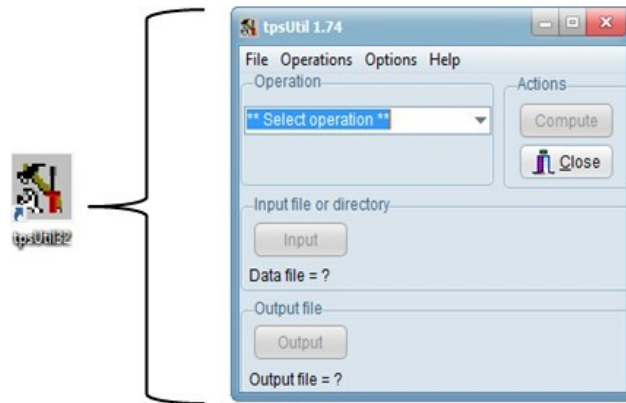 tpsUtil32
tpsUtil 1.74
File Operations Options Help
Operation
** Select operation **
Actions
Compute
Close
Input file or directory
Input
Data file = ?
Output file
Output
Output file = ?